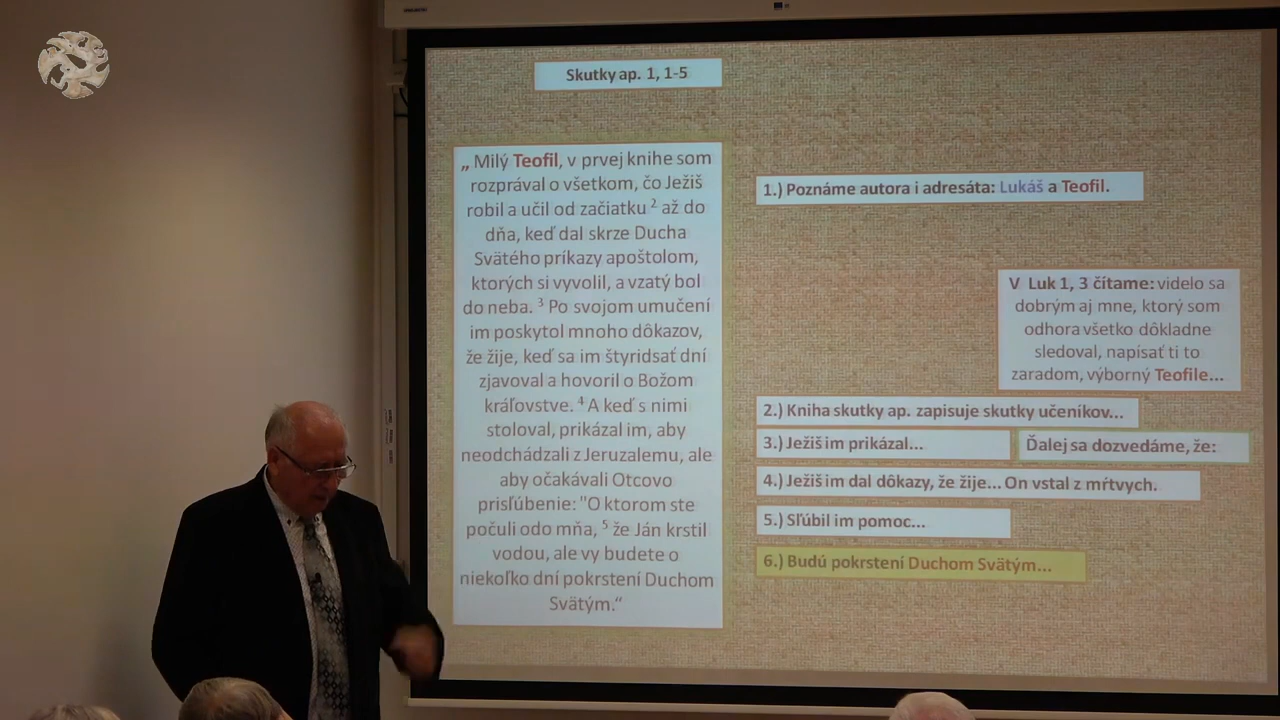 Skutky ap. 1, 1-5
„ Milý Teofil, v prvej knihe som
rozprával o všetkom, čo Ježiš
robil a učil od začiatku ² až do
dňa, keď dal skrze Ducha
Svätého príkazy apoštolom,
ktorých si vyvolil, a vzatý bol
do neba. ³ Po svojom umučení
im poskytol mnoho dôkazov,
že žije, keď sa im štyridsať dní
zjavoval a hovoril o Božom
kráľovstve. ⁴ A keď s nimi
stoloval, prikázal im, aby
neodchádzali z Jeruzalemu, ale
aby očakávali Otcovo
prisľúbenie: "O ktorom ste
počuli odo mňa, ⁵ že Ján krstil
vodou, ale vy budete o
niekoľko dní pokrstení Duchom
Svätým.“
1.) Poznáme autora i adresáta: Lukáš a Teofil.
V Luk 1, 3 čítame: videlo sa
dobrým aj mne, ktorý som
odhora všetko dôkladne
sledoval, napísať ti to
zaradom, výborný Teofile...
2.) Kniha skutky ap. zapisuje skutky učeníkov...
3.) Ježiš im prikázal...
Ďalej sa dozvedáme, že:
4.) Ježiš im dal dôkazy, že žije... On vstal z mŕtvych.
5.) Sľúbil im pomoc...
6.) Budú pokrstení Duchom Svätým...